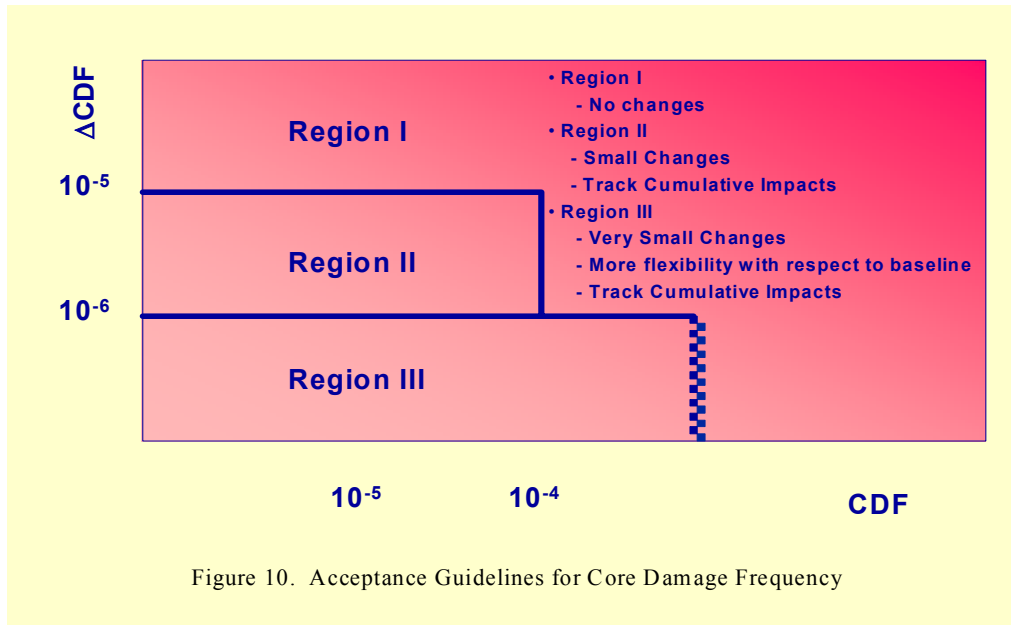 ΔCDF
10⁻⁵
10⁻⁶
Region I
Region II
Region III
• Region I
- No changes
• Region II
- Small Changes
- Track Cumulative Impacts
• Region III
- Very Small Changes
- More flexibility with respect to baseline
- Track Cumulative Impacts
10⁻⁵
10⁻⁴
CDF
Figure 10. Acceptance Guidelines for Core Damage Frequency